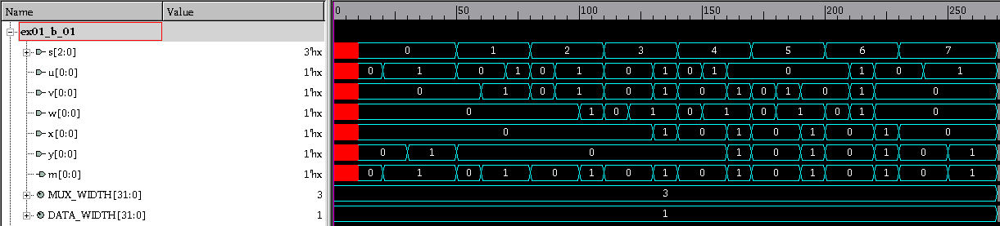 Name Value 0 50 100 150 200 250
ex01_b_01
s[2:0] 3'hx 0 1 2 3 4 5 6 7
u[0:0] 1'hx 0 1 0 1 0 1 0 1 0 1 0 1 0 1
v[0:0] 1'hx 0 1 0 1 0 1 0 1 0 1 0 1 0
w[0:0] 1'hx 0 1 0 1 0 1 0 1 0 1 0
x[0:0] 1'hx 0 1 0 1 0 1 0 1 0
y[0:0] 1'hx 0 1 0 1 0 1 0 1 0 1
m[0:0] 1'hx 0 1 0 1 0 1 0 1 0 1 0 1 0 1 0 1
MUX_WIDTH[31:0] 3 3
DATA_WIDTH[31:0] 1 1